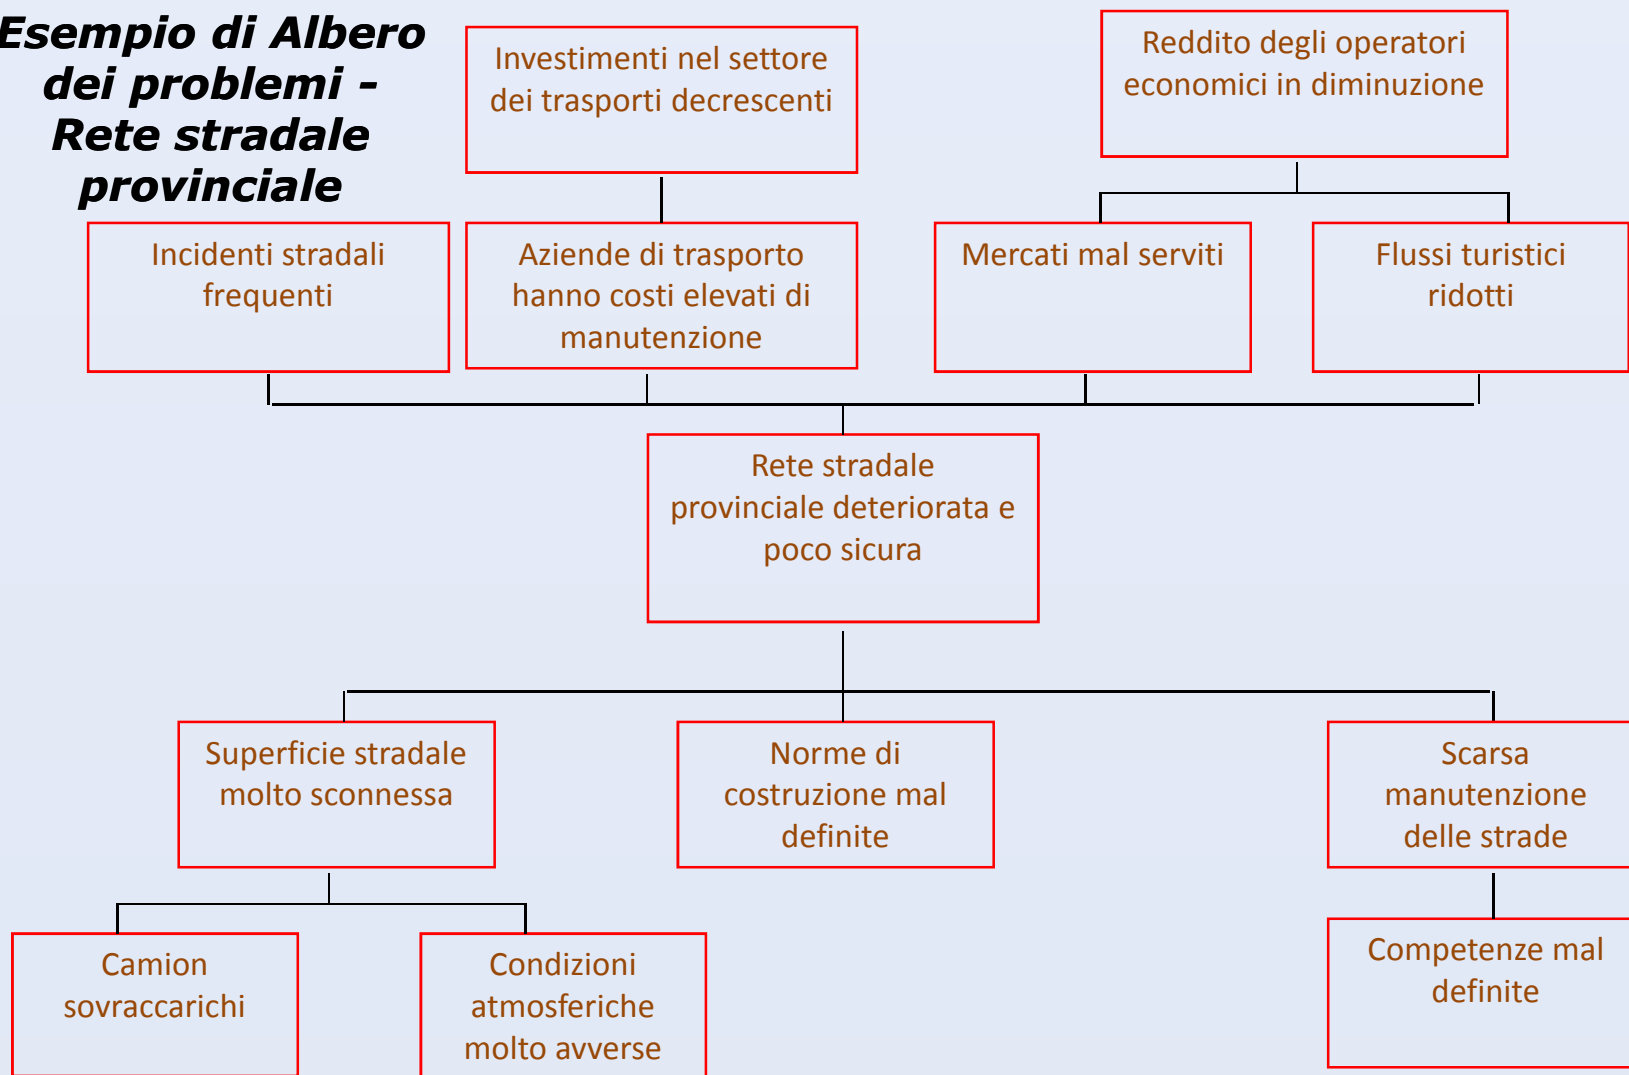 Esempio di Albero
dei problemi -
Rete stradale
provinciale
Investimenti nel settore
dei trasporti decrescenti
Reddito degli operatori
economici in diminuzione
Incidenti stradali
frequenti
Aziende di trasporto
hanno costi elevati di
manutenzione
Mercati mal serviti
Flussi turistici
ridotti
Rete stradale
provinciale deteriorata e
poco sicura
Superficie stradale
molto sconnessa
Norme di
costruzione mal
definite
Scarsa
manutenzione
delle strade
Camion
sovraccarichi
Condizioni
atmosferiche
molto avverse
Competenze mal
definite